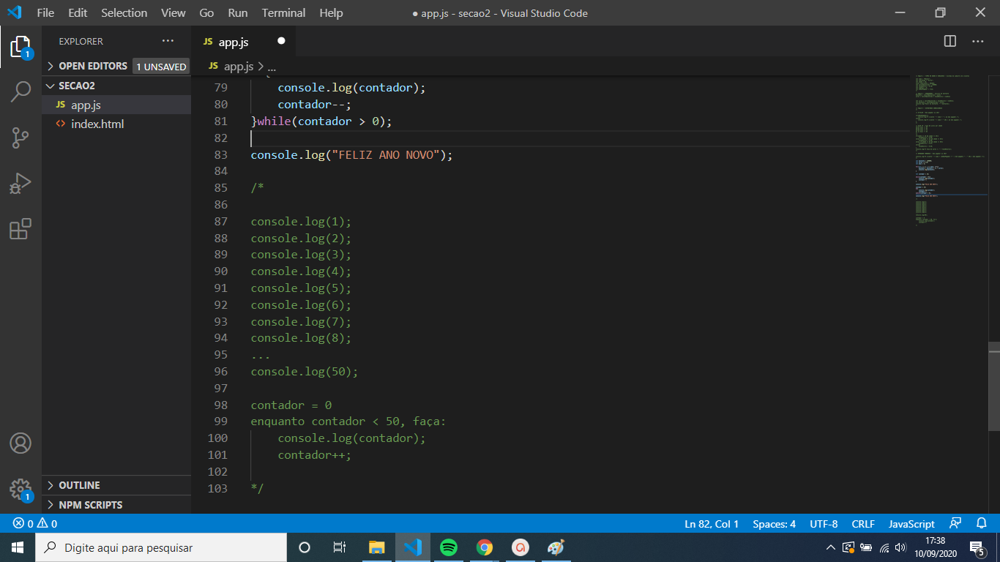 File Edit Selection View Go Run Terminal Help ● app.js - secao2 - Visual Studio Code
EXPLORER ...
OPEN EDITORS 1 UNSAVED
SECAO2
JS app.js
<> index.html
OUTLINE
NPM SCRIPTS
1
1
JS app.js ●
JS app.js > ...
79 console.log(contador);
80 contador--;
81 }while(contador > 0);
82
83 console.log("FELIZ ANO NOVO");
84
85 /*
86
87 console.log(1);
88 console.log(2);
89 console.log(3);
90 console.log(4);
91 console.log(5);
92 console.log(6);
93 console.log(7);
94 console.log(8);
95 ...
96 console.log(50);
97
98 contador = 0
99 enquanto contador < 50, faça:
100 console.log(contador);
101 contador++;
102
103 */
0 0 Ln 82, Col 1 Spaces: 4 UTF-8 CRLF JavaScript
Digite aqui para pesquisar
17:38
10/09/2020
5